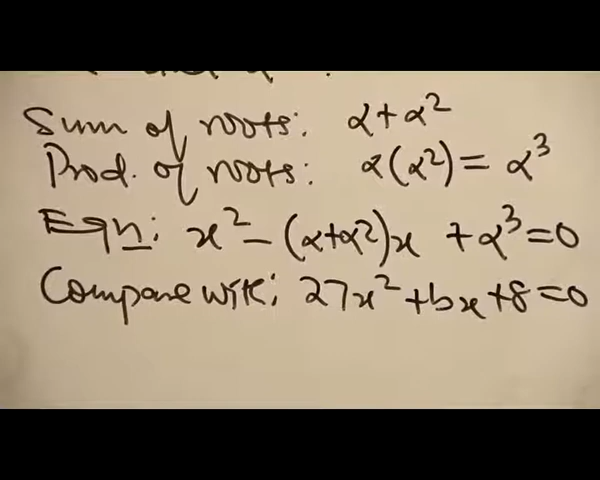 Sum of roots: α+α²
Prod. of roots: α(α²) = α³
Eqn: x² - (α+α²)x + α³=0
Compare with: 27x² + bx + 8 = 0